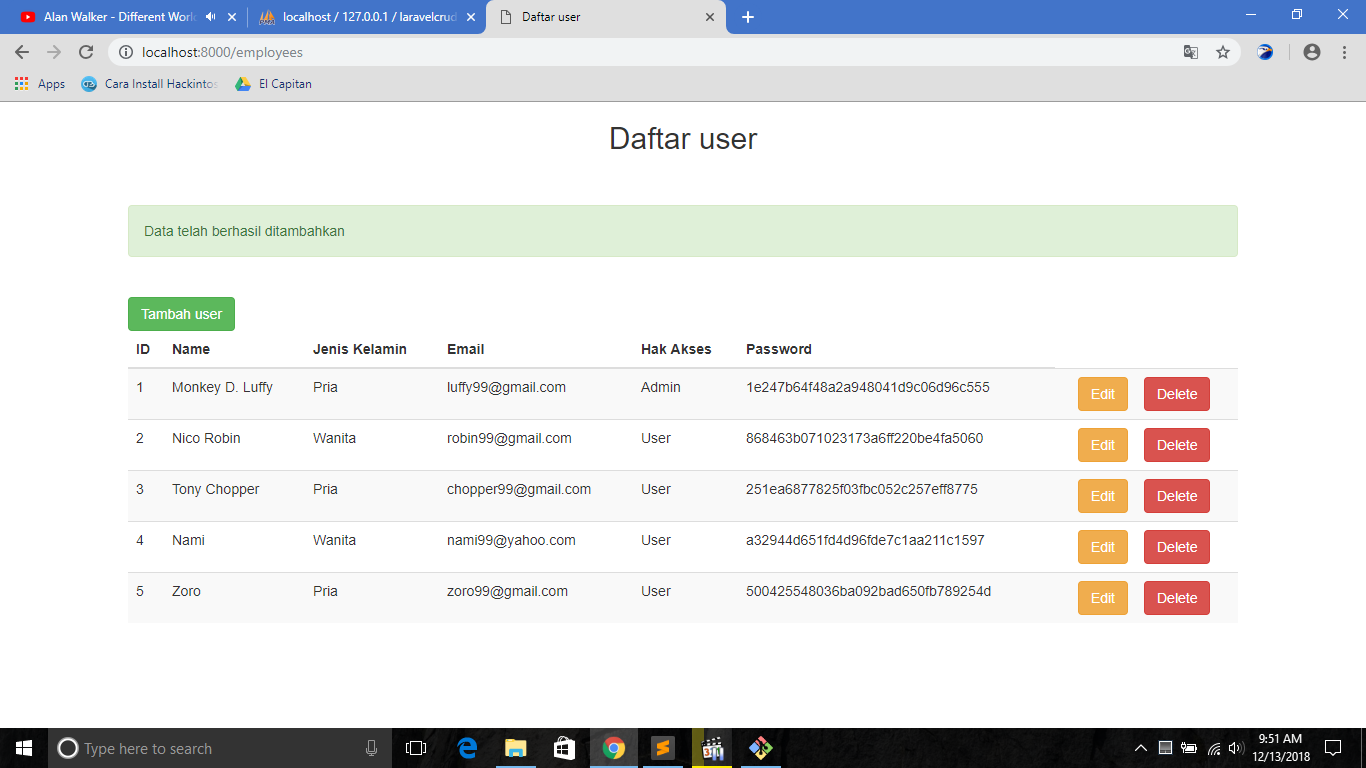 Alan Walker - Different Worl
localhost / 127.0.0.1 / laravelcrud
Daftar user
localhost:8000/employees
Apps
Cara Install Hackintos
El Capitan
Daftar user
Data telah berhasil ditambahkan
Tambah user
ID Name Jenis Kelamin Email Hak Akses Password
1 Monkey D. Luffy Pria luffy99@gmail.com Admin 1e247b64f48a2a948041d9c06d96c555 Edit Delete
2 Nico Robin Wanita robin99@gmail.com User 868463b071023173a6ff220be4fa5060 Edit Delete
3 Tony Chopper Pria chopper99@gmail.com User 251ea6877825f03fbc052c257eff8775 Edit Delete
4 Nami Wanita nami99@yahoo.com User a32944d651fd4d96fde7c1aa211c1597 Edit Delete
5 Zoro Pria zoro99@gmail.com User 500425548036ba092bad650fb789254d Edit Delete
Type here to search
9:51 AM
12/13/2018